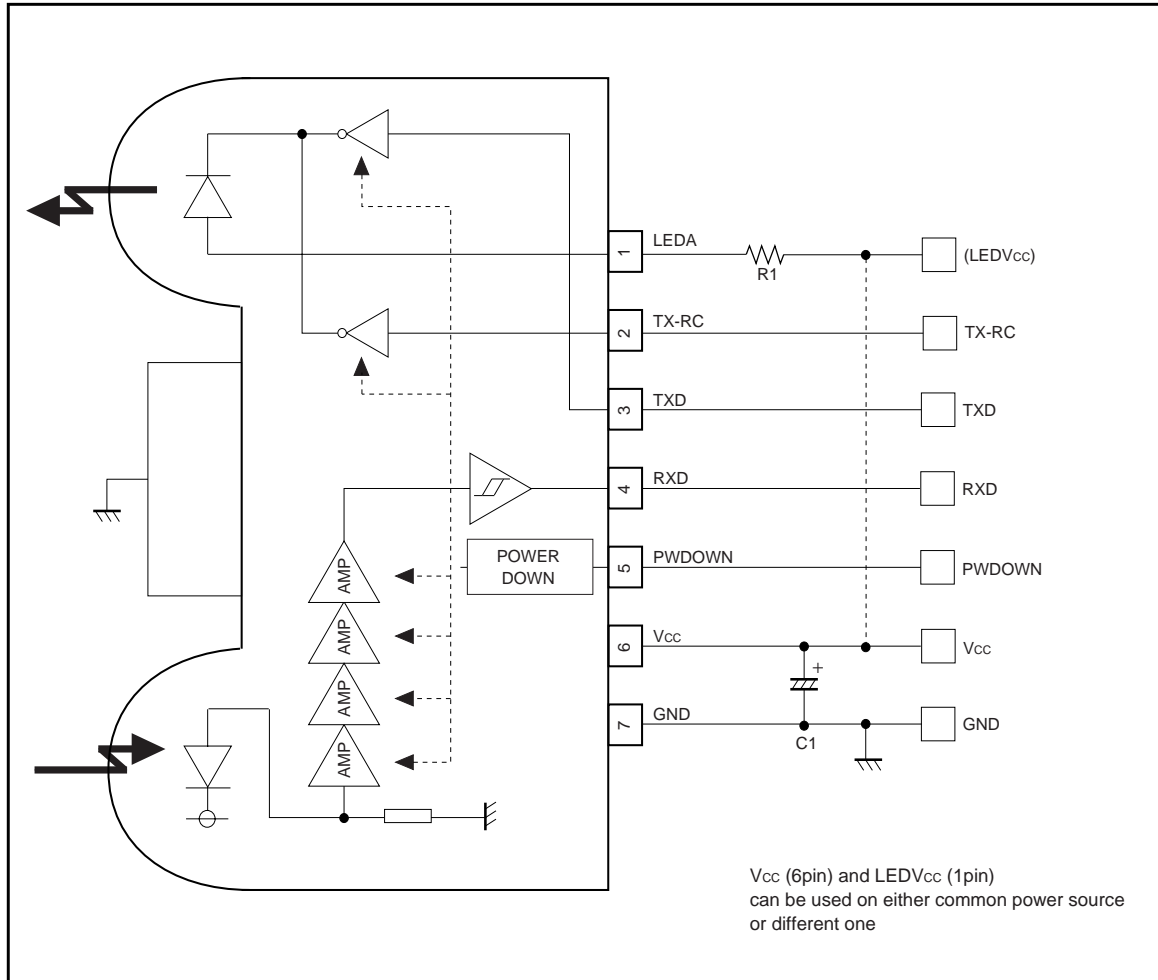 1
LEDA
R1
(LEDVcc)
2
TX-RC
TX-RC
3
TXD
TXD
4
RXD
RXD
POWER
DOWN
5
PWDOWN
PWDOWN
AMP
AMP
AMP
AMP
6
Vcc
+
Vcc
7
GND
C1
GND
Vcc (6pin) and LEDVcc (1pin)
can be used on either common power source
or different one